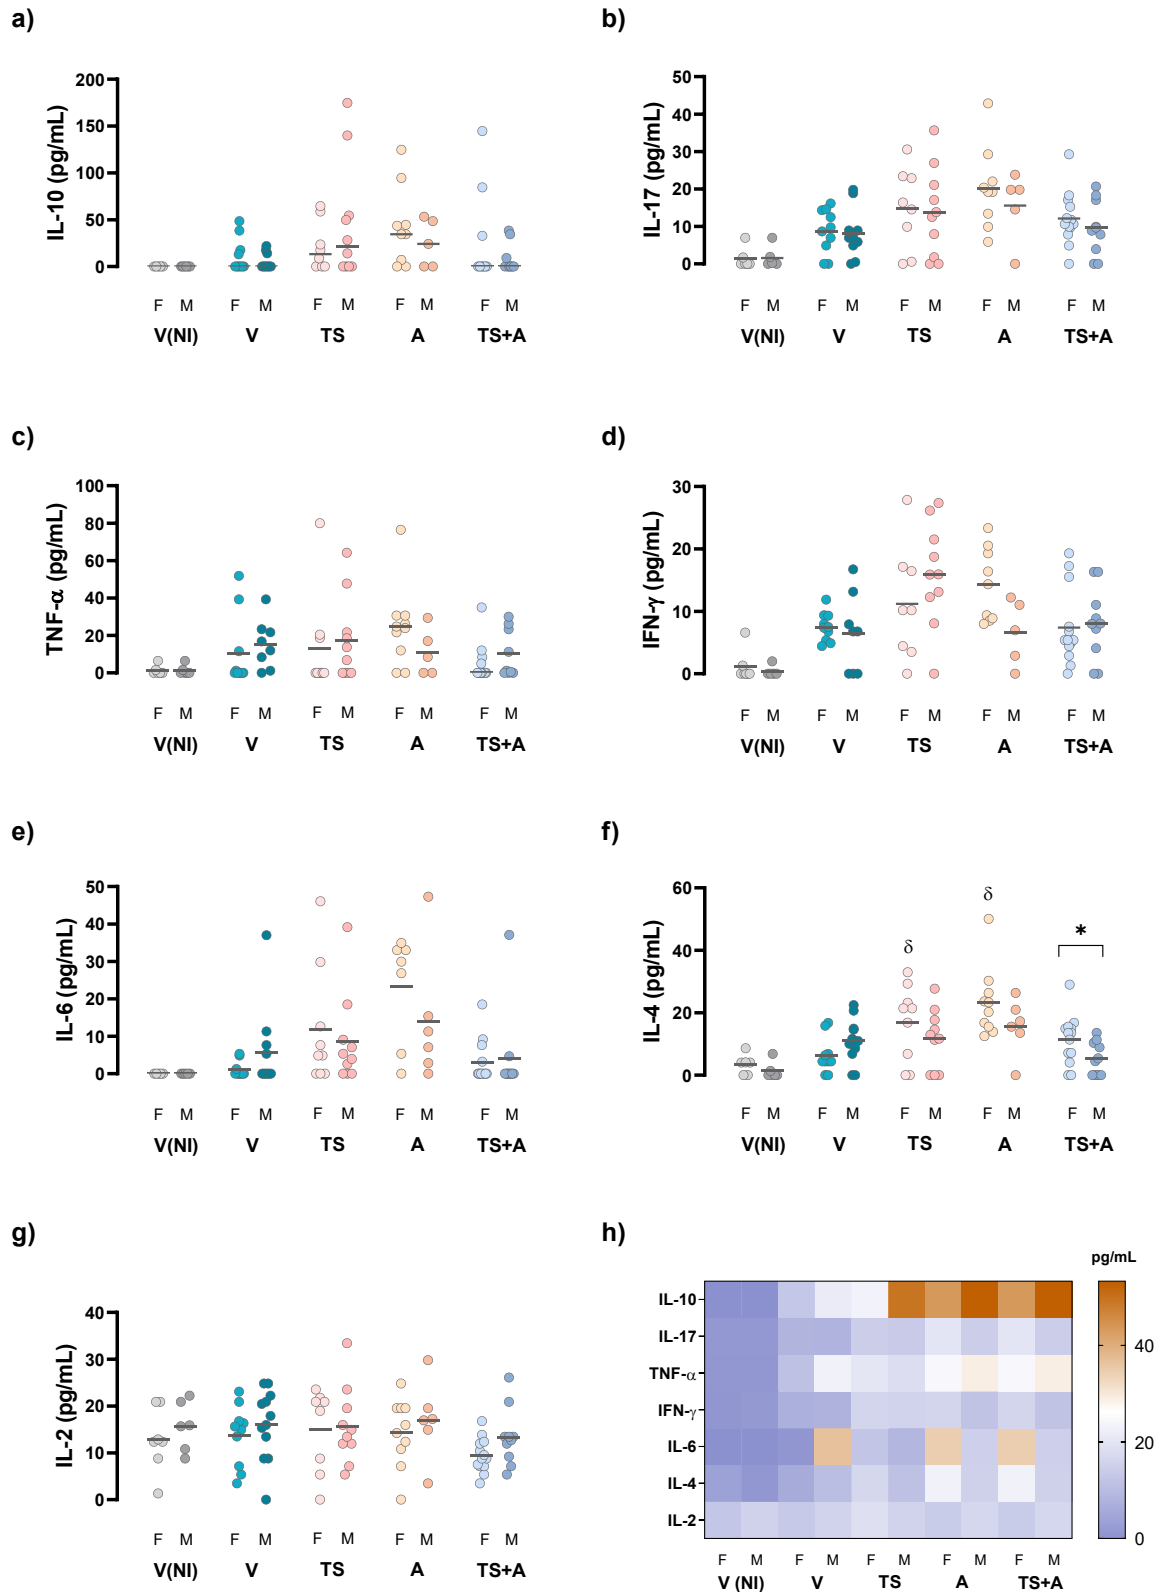 a)
IL-10 (pg/mL)
200
150
100
50
0
F M F M F M F M F M
V(NI) V TS A TS+A
b)
IL-17 (pg/mL)
50
40
30
20
10
0
F M F M F M F M F M
V(NI) V TS A TS+A
c)
TNF-α (pg/mL)
100
80
60
40
20
0
F M F M F M F M F M
V(NI) V TS A TS+A
d)
IFN-γ (pg/mL)
30
20
10
0
F M F M F M F M F M
V(NI) V TS A TS+A
e)
IL-6 (pg/mL)
50
40
30
20
10
0
F M F M F M F M F M
V(NI) V TS A TS+A
f)
IL-4 (pg/mL)
60
40
20
0
δ
δ
*
F M F M F M F M F M
V(NI) V TS A TS+A
g)
IL-2 (pg/mL)
40
30
20
10
0
F M F M F M F M F M
V(NI) V TS A TS+A
h)
pg/mL
IL-10
IL-17
TNF-α
IFN-γ
IL-6
IL-4
IL-2
40
20
0
F M F M F M F M F M
V (NI) V TS A TS+A